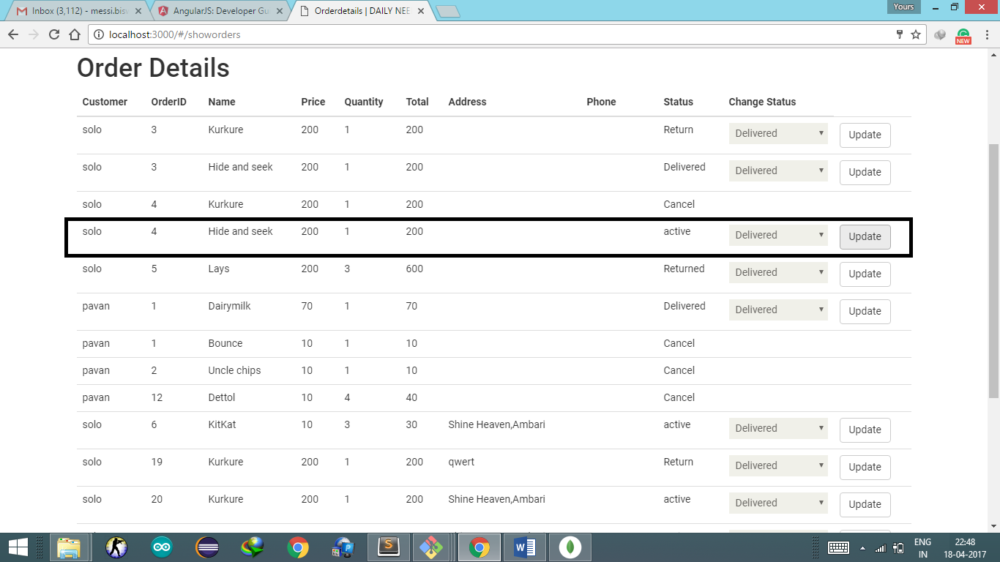 Yours
Inbox (3,112) - messi.bis
AngularJS: Developer Gu
Orderdetails | DAILY NEE
localhost:3000/#/showorders
NEW
Order Details
Customer OrderID Name Price Quantity Total Address Phone Status Change Status
solo 3 Kurkure 200 1 200 Return Delivered Update
solo 3 Hide and seek 200 1 200 Delivered Delivered Update
solo 4 Kurkure 200 1 200 Cancel
solo 4 Hide and seek 200 1 200 active Delivered Update
solo 5 Lays 200 3 600 Returned Delivered Update
pavan 1 Dairymilk 70 1 70 Delivered Delivered Update
pavan 1 Bounce 10 1 10 Cancel
pavan 2 Uncle chips 10 1 10 Cancel
pavan 12 Dettol 10 4 40 Cancel
solo 6 KitKat 10 3 30 Shine Heaven,Ambari active Delivered Update
solo 19 Kurkure 200 1 200 qwert Return Delivered Update
solo 20 Kurkure 200 1 200 Shine Heaven,Ambari active Delivered Update
ENG 22:48
IN 18-04-2017